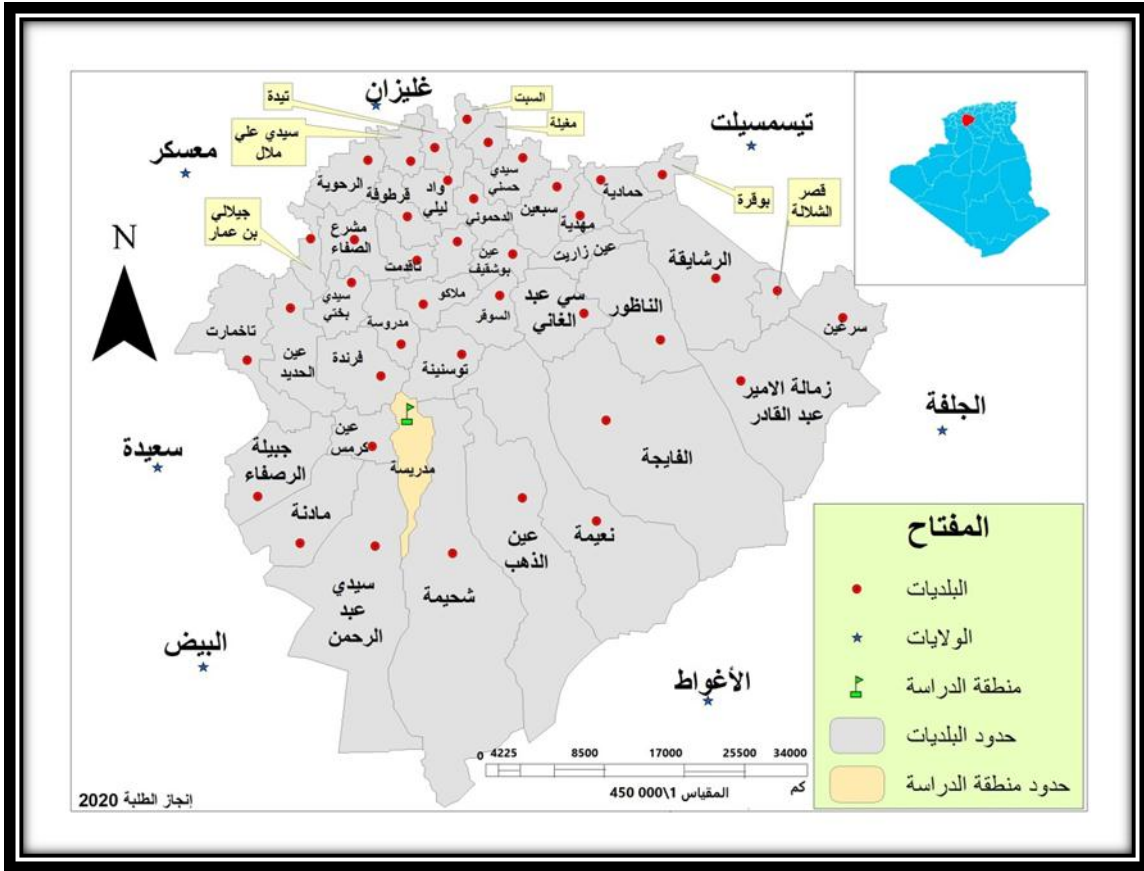 غليزان
تيدة
السبت
مغيلة
تيسمسيلت
سيدي علي
ملال
معسكر
الرحوية
قرطوفة
واد
ليلي
سيدي
حسني
الدحموني
سبعين
مهدية
حمادية
بوقرة
قصر
الشلالة
جيلالي
بن عمار
N
مشرع
الصفاء
تاقدمت
عين
بوشقيف
عين زاريت
الرشايقة
سرغين
تاخمارت
عين
الحديد
سيدي
بختي
مدروسة
ملاكو
السوقر
سي عبد
الغاني
الناظور
فرندة
توسنينة
زمالة الامير
عبد القادر
الجلفة
سعيدة
جبيلة
الرصفاء
عين
كرمس
مدريسة
الفايجة
مادنة
سيدي
عبد
الرحمن
شحيمة
عين
الذهب
نعيمة
البيض
الأغواط
المفتاح
البلديات
الولايات
منطقة الدراسة
حدود البلديات
حدود منطقة الدراسة
0 4225 8500 17000 25500 34000
كم
المقياس 1\000 450
إنجاز الطلبة 2020